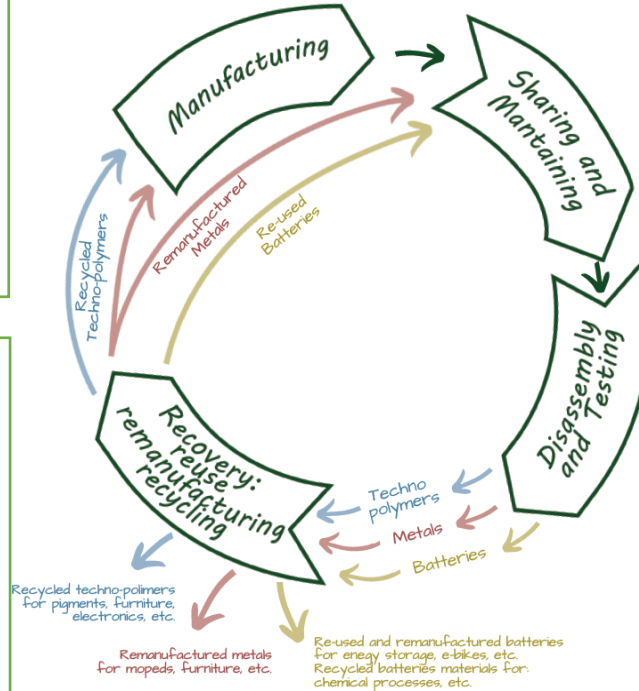 Manufacturing
Sharing and
Mantaining
Remanufactured
Metals
Re-used
Batteries
Recycled
Techno-polymers
Disassembly
and Testing
Recovery:
reuse
remanufacturing
recycling
Techno
polymers
Metals
Batteries
Recycled techno-polimers
for pigments, furniture,
electronics, etc.
Remanufactured metals
for mopeds, furniture, etc.
Re-used and remanufactured batteries
for enegy storage, e-bikes, etc.
Recycled batteries materials for:
chemical processes, etc.